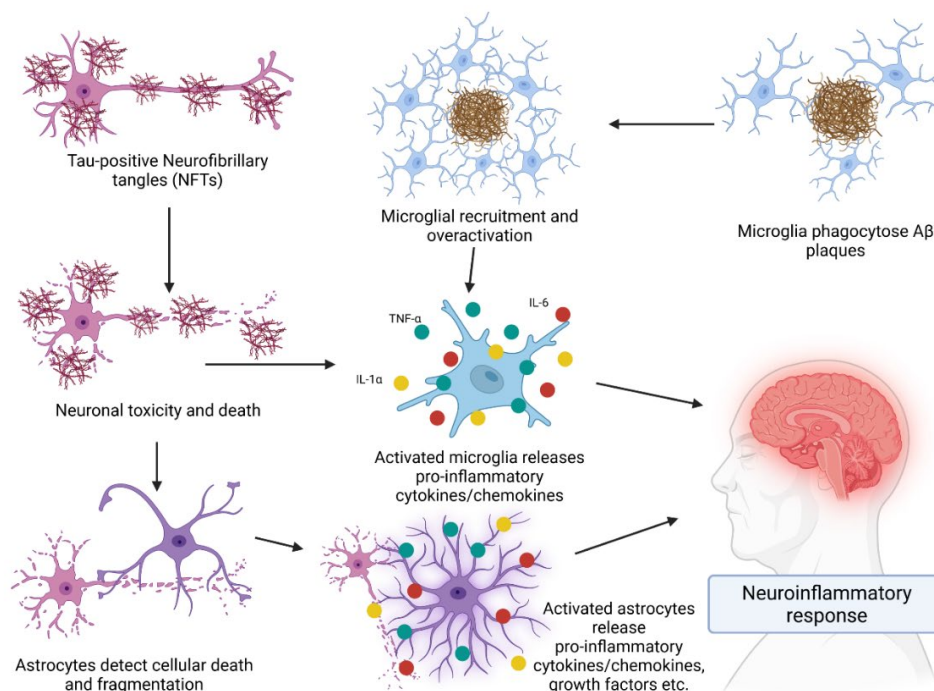 Tau-positive Neurofibrillary
tangles (NFTs)
Microglial recruitment and
overactivation
Microglia phagocytose Aβ
plaques
Neuronal toxicity and death
TNF-α
IL-6
IL-1α
Activated microglia releases
pro-inflammatory
cytokines/chemokines
Astrocytes detect cellular death
and fragmentation
Activated astrocytes
release
pro-inflammatory
cytokines/chemokines,
growth factors etc.
Neuroinflammatory
response